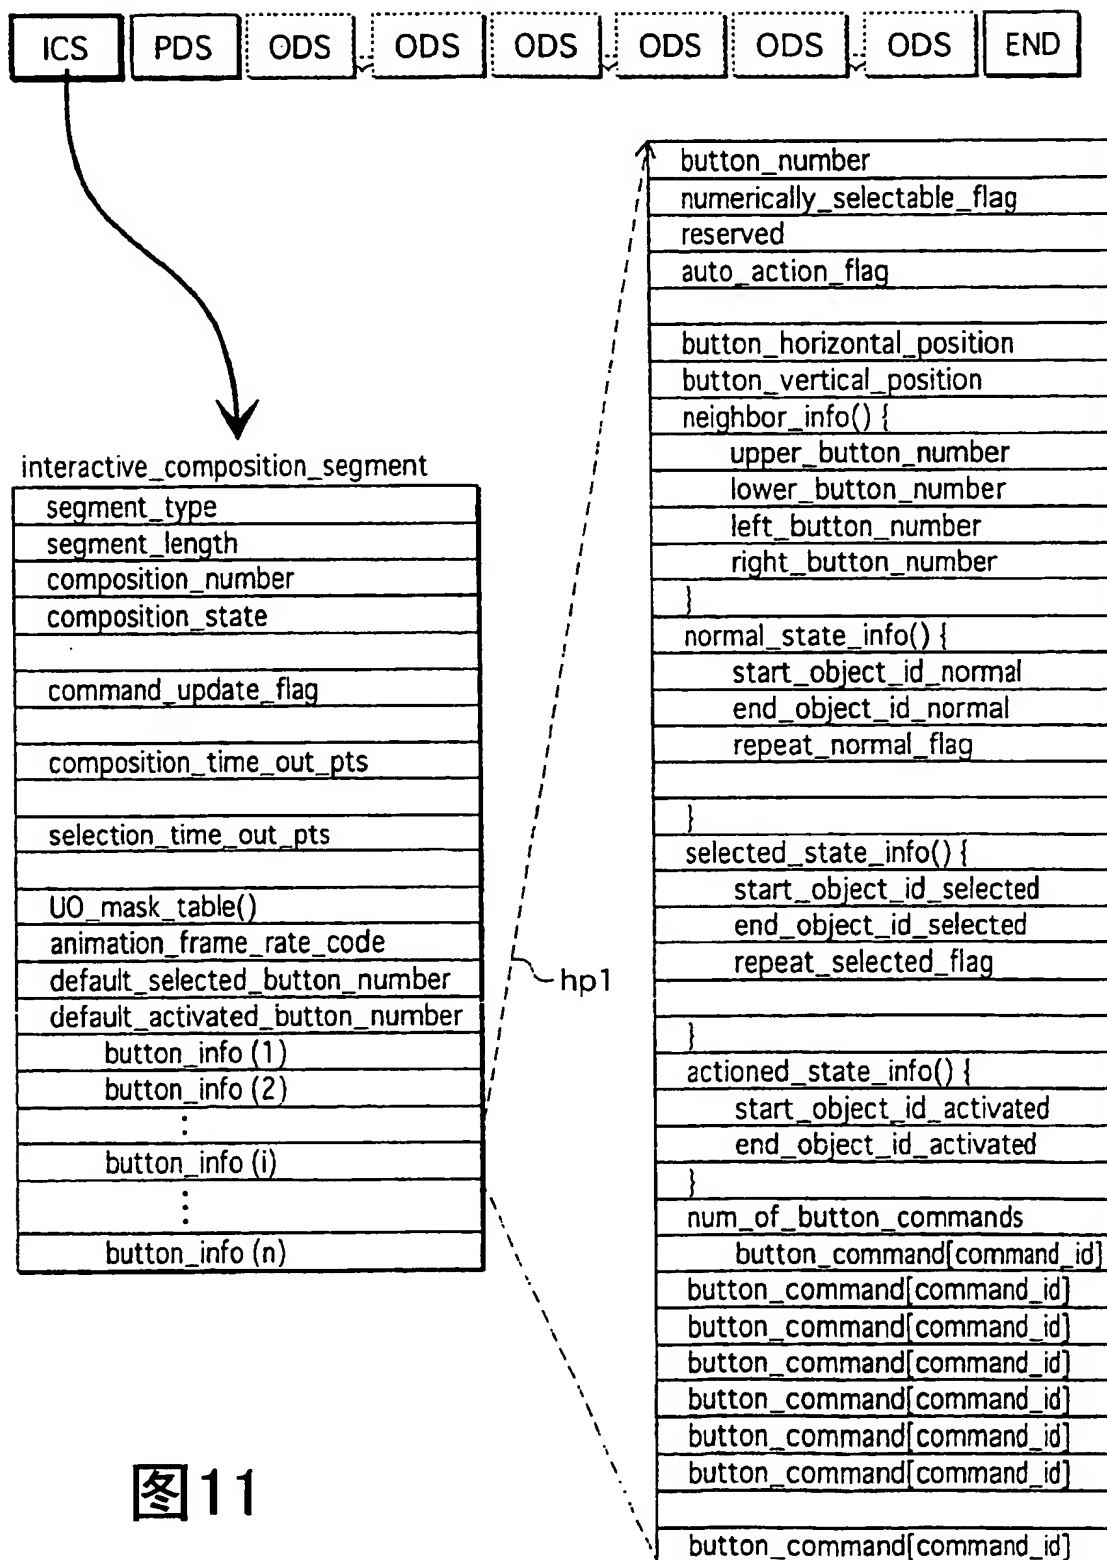 ICS PDS ODS ODS ODS ODS ODS ODS END
interactive_composition_segment
segment_type
segment_length
composition_number
composition_state
command_update_flag
composition_time_out_pts
selection_time_out_pts
UO_mask_table()
animation_frame_rate_code
default_selected_button_number
default_activated_button_number
button_info (1)
button_info (2)
⋮
button_info (i)
⋮
button_info (n)
hp1
button_number
numerically_selectable_flag
reserved
auto_action_flag
button_horizontal_position
button_vertical_position
neighbor_info() {
upper_button_number
lower_button_number
left_button_number
right_button_number
}
normal_state_info() {
start_object_id_normal
end_object_id_normal
repeat_normal_flag
}
selected_state_info() {
start_object_id_selected
end_object_id_selected
repeat_selected_flag
}
actioned_state_info() {
start_object_id_activated
end_object_id_activated
}
num_of_button_commands
button_command[command_id]
button_command[command_id]
button_command[command_id]
button_command[command_id]
button_command[command_id]
button_command[command_id]
button_command[command_id]
button_command[command_id]
图11